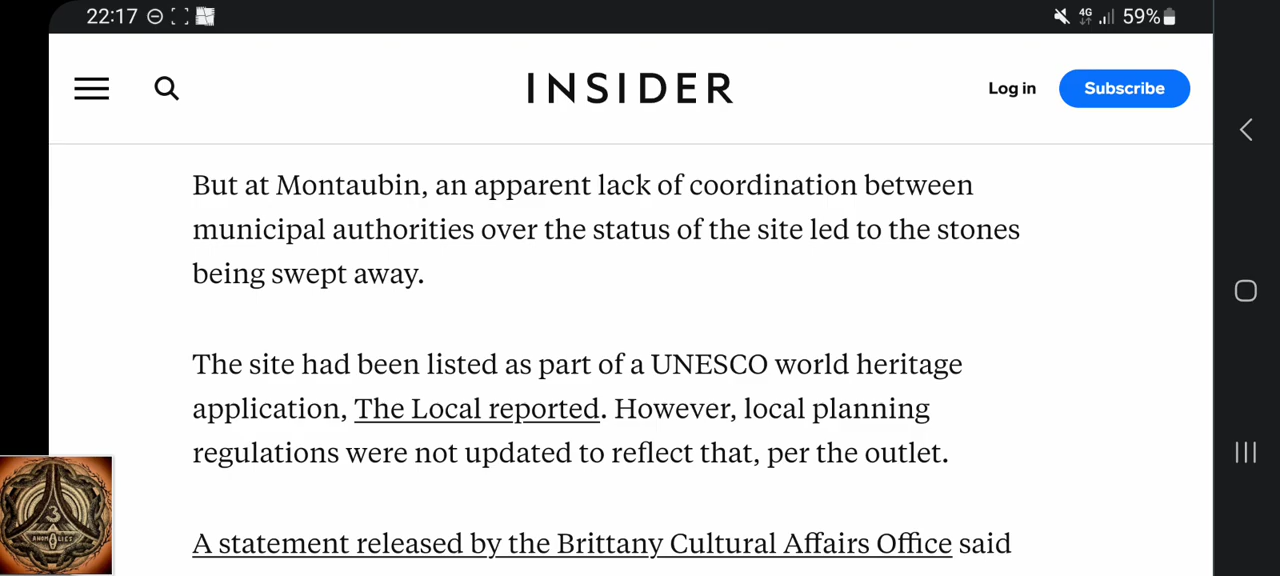 22:17
4G
59%
INSIDER
Log in
Subscribe
But at Montaubin, an apparent lack of coordination between
municipal authorities over the status of the site led to the stones
being swept away.
The site had been listed as part of a UNESCO world heritage
application, The Local reported. However, local planning
regulations were not updated to reflect that, per the outlet.
A statement released by the Brittany Cultural Affairs Office said
3